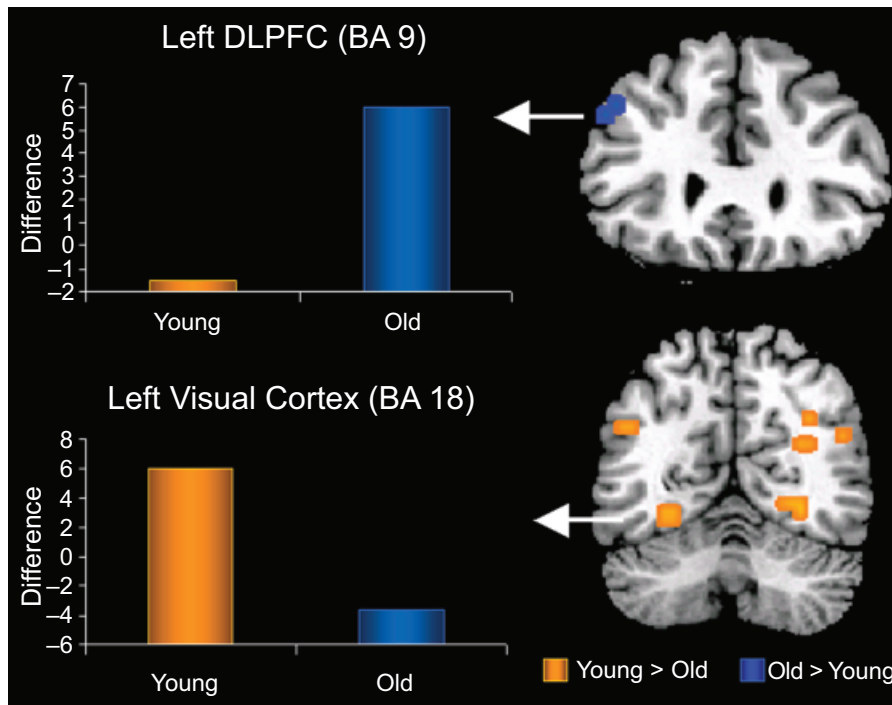 Left DLPFC (BA 9)
7
6
5
4
3
2
1
0
–1
–2
Difference
Young
Old
Left Visual Cortex (BA 18)
8
6
4
2
0
–2
–4
–6
Difference
Young
Old
Young > Old
Old > Young